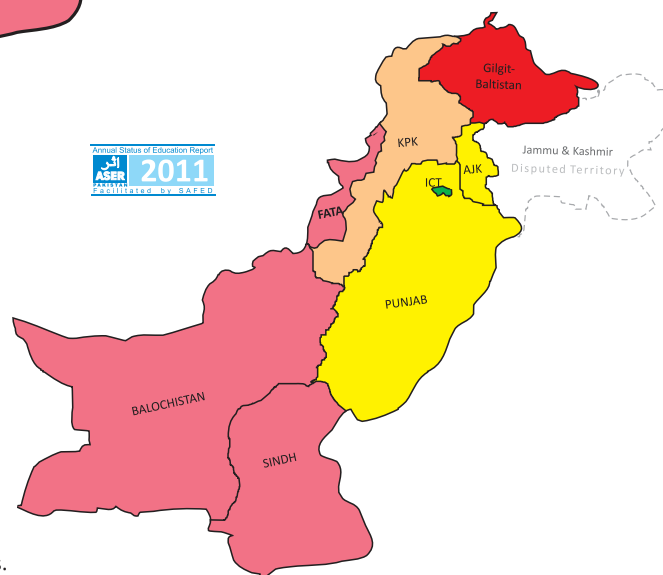 Gilgit-
Baltistan
KPK
Jammu & Kashmir
Disputed Territory
Annual Status of Education Report
اثر
ASER
PAKISTAN
2011
Facilitated by SAFED
AJK
ICT
FATA
PUNJAB
BALOCHISTAN
SINDH